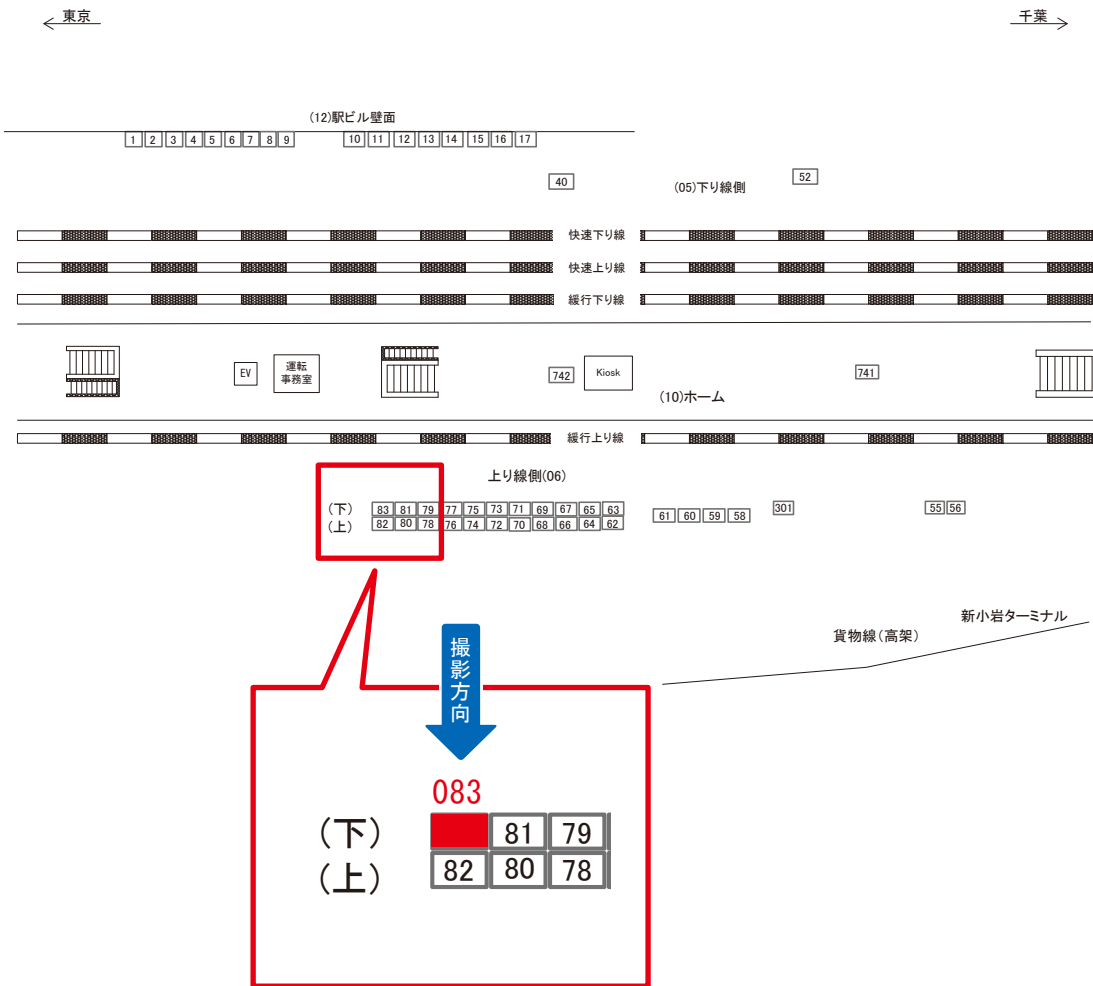 東京
千葉
(12)駅ビル壁面
1 2 3 4 5 6 7 8 9 10 11 12 13 14 15 16 17
40
(05)下り線側
52
快速下り線
快速上り線
緩行下り線
EV
運転
事務室
742
Kiosk
741
(10)ホーム
緩行上り線
上り線側(06)
(下) 83 81 79 77 75 73 71 69 67 65 63
(上) 82 80 78 76 74 72 70 68 66 64 62
61 60 59 58
301
55 56
新小岩ターミナル
貨物線(高架)
撮影方向
083
(下) 81 79
(上) 82 80 78